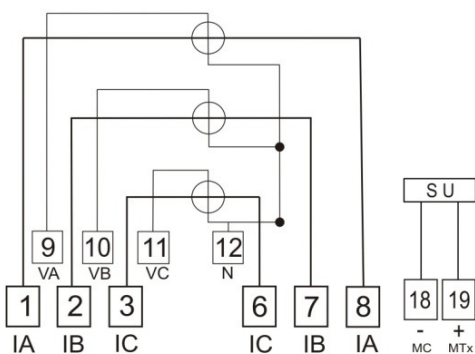 S U
9 10 11 12
VA VB VC N
1 2 3 6 7 8
IA IB IC IC IB IA
18 19
- +
MC MTx